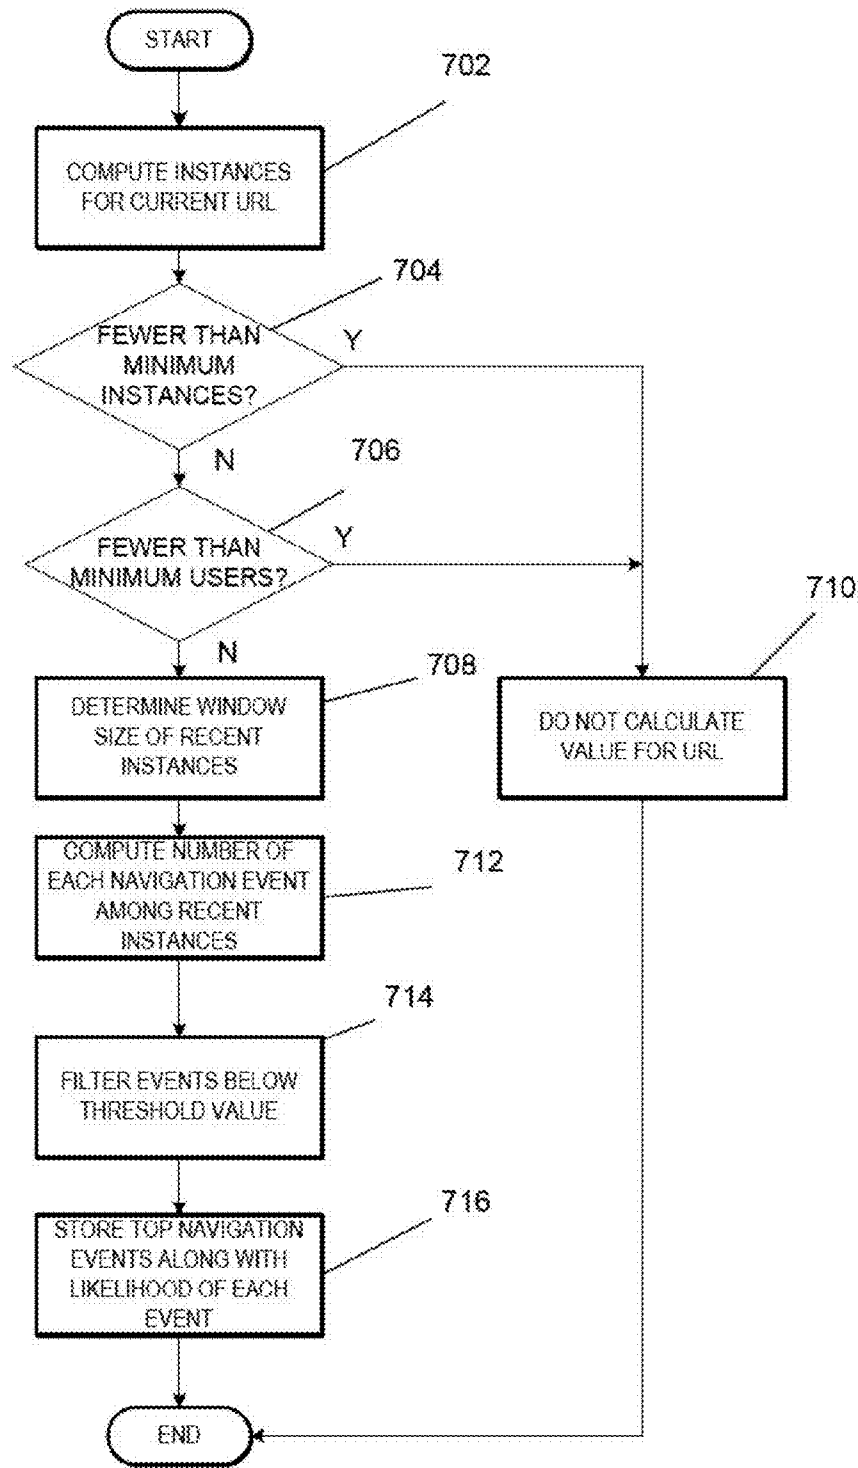 START
702
COMPUTE INSTANCES
FOR CURRENT URL
704
FEWER THAN
MINIMUM
INSTANCES?
Y
N
706
FEWER THAN
MINIMUM USERS?
Y
N
708
DETERMINE WINDOW
SIZE OF RECENT
INSTANCES
710
DO NOT CALCULATE
VALUE FOR URL
712
COMPUTE NUMBER OF
EACH NAVIGATION EVENT
AMONG RECENT
INSTANCES
714
FILTER EVENTS BELOW
THRESHOLD VALUE
716
STORE TOP NAVIGATION
EVENTS ALONG WITH
LIKELIHOOD OF EACH
EVENT
END